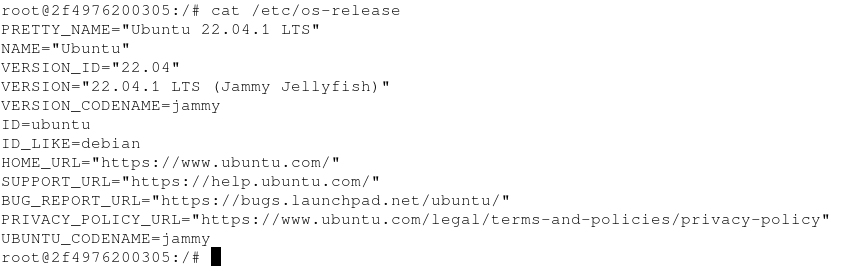 root@2f4976200305:/# cat /etc/os-release
PRETTY_NAME="Ubuntu 22.04.1 LTS"
NAME="Ubuntu"
VERSION_ID="22.04"
VERSION="22.04.1 LTS (Jammy Jellyfish)"
VERSION_CODENAME=jammy
ID=ubuntu
ID_LIKE=debian
HOME_URL="https://www.ubuntu.com/"
SUPPORT_URL="https://help.ubuntu.com/"
BUG_REPORT_URL="https://bugs.launchpad.net/ubuntu/"
PRIVACY_POLICY_URL="https://www.ubuntu.com/legal/terms-and-policies/privacy-policy"
UBUNTU_CODENAME=jammy
root@2f4976200305:/#